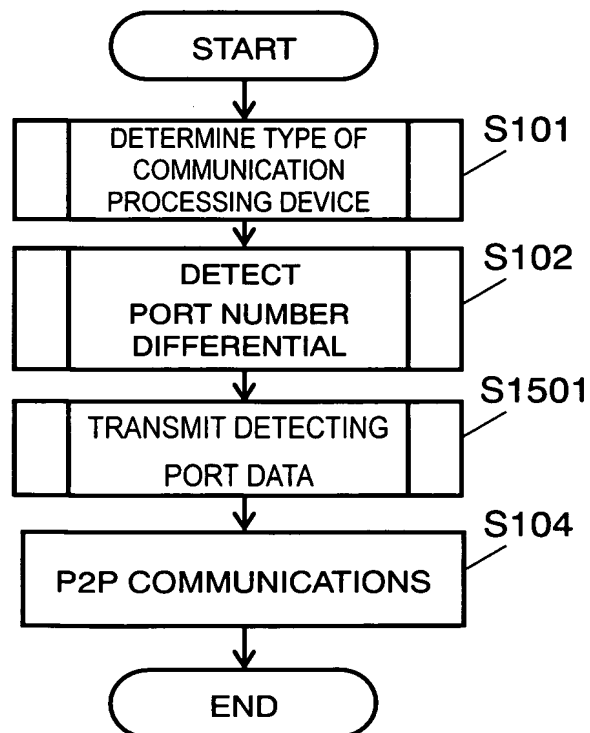 START
DETERMINE TYPE OF
COMMUNICATION
PROCESSING DEVICE
S101
DETECT
PORT NUMBER
DIFFERENTIAL
S102
TRANSMIT DETECTING
PORT DATA
S1501
P2P COMMUNICATIONS
S104
END